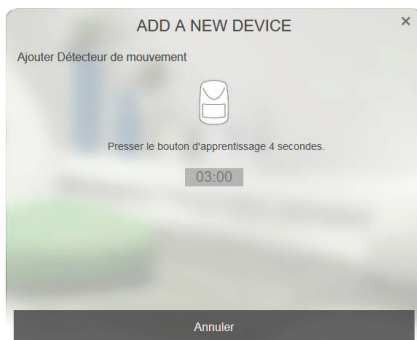 ADD A NEW DEVICE
×
Ajouter Détecteur de mouvement
Presser le bouton d'apprentissage 4 secondes.
03:00
Annuler